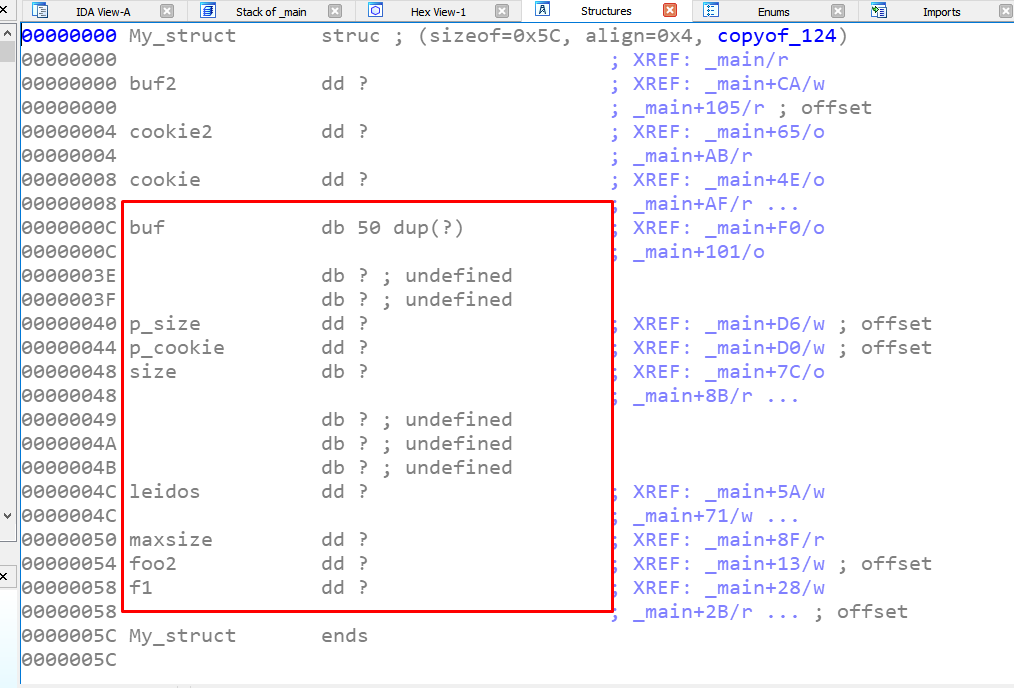 IDA View-A Stack of _main Hex View-1 Structures Enums Imports
00000000 My_struct struc ; (sizeof=0x5C, align=0x4, copyof_124)
00000000 ; XREF: _main/r
00000000 buf2 dd ? ; XREF: _main+CA/w
00000000 ; _main+105/r ; offset
00000004 cookie2 dd ? ; XREF: _main+65/o
00000004 ; _main+AB/r
00000008 cookie dd ? ; XREF: _main+4E/o
00000008 ; _main+AF/r ...
0000000C buf db 50 dup(?) ; XREF: _main+F0/o
0000000C ; _main+101/o
0000003E db ? ; undefined
0000003F db ? ; undefined
00000040 p_size dd ? ; XREF: _main+D6/w ; offset
00000044 p_cookie dd ? ; XREF: _main+D0/w ; offset
00000048 size db ? ; XREF: _main+7C/o
00000048 ; _main+8B/r ...
00000049 db ? ; undefined
0000004A db ? ; undefined
0000004B db ? ; undefined
0000004C leidos dd ? ; XREF: _main+5A/w
0000004C ; _main+71/w ...
00000050 maxsize dd ? ; XREF: _main+8F/r
00000054 foo2 dd ? ; XREF: _main+13/w ; offset
00000058 f1 dd ? ; XREF: _main+28/w
00000058 ; _main+2B/r ... ; offset
0000005C My_struct ends
0000005C